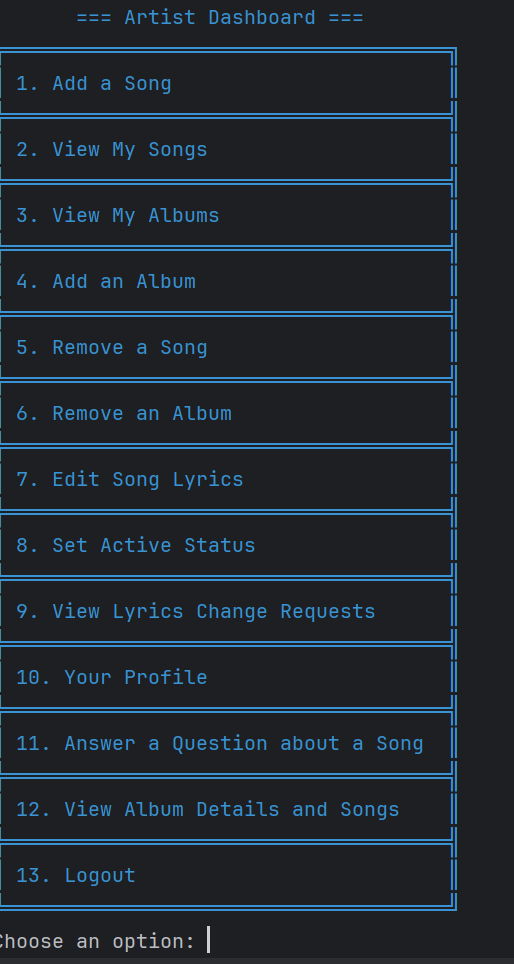 === Artist Dashboard ===
1. Add a Song
2. View My Songs
3. View My Albums
4. Add an Album
5. Remove a Song
6. Remove an Album
7. Edit Song Lyrics
8. Set Active Status
9. View Lyrics Change Requests
10. Your Profile
11. Answer a Question about a Song
12. View Album Details and Songs
13. Logout
Choose an option: